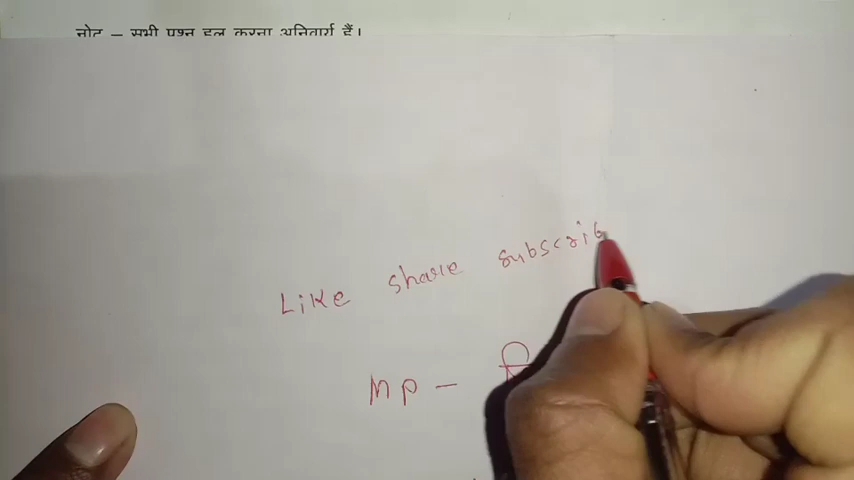 नोट – सभी प्रश्न हल करना अनिवार्य हैं।
Like share subscrib
MP –